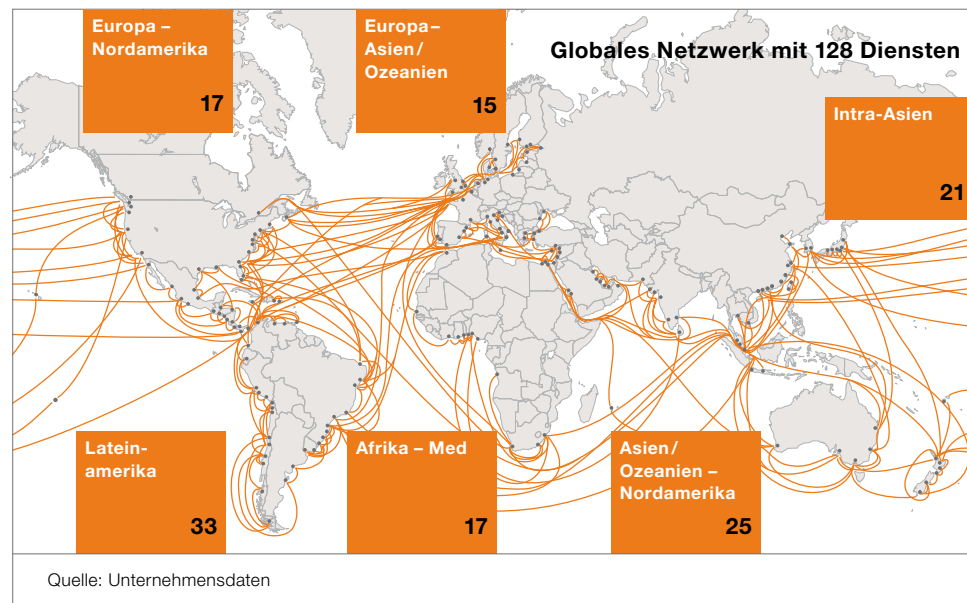 Globales Netzwerk mit 128 Diensten
Europa –
Nordamerika
17
Europa–
Asien/
Ozeanien
15
Intra-Asien
21
Latein-
amerika
33
Afrika – Med
17
Asien/
Ozeanien –
Nordamerika
25
Quelle: Unternehmensdaten